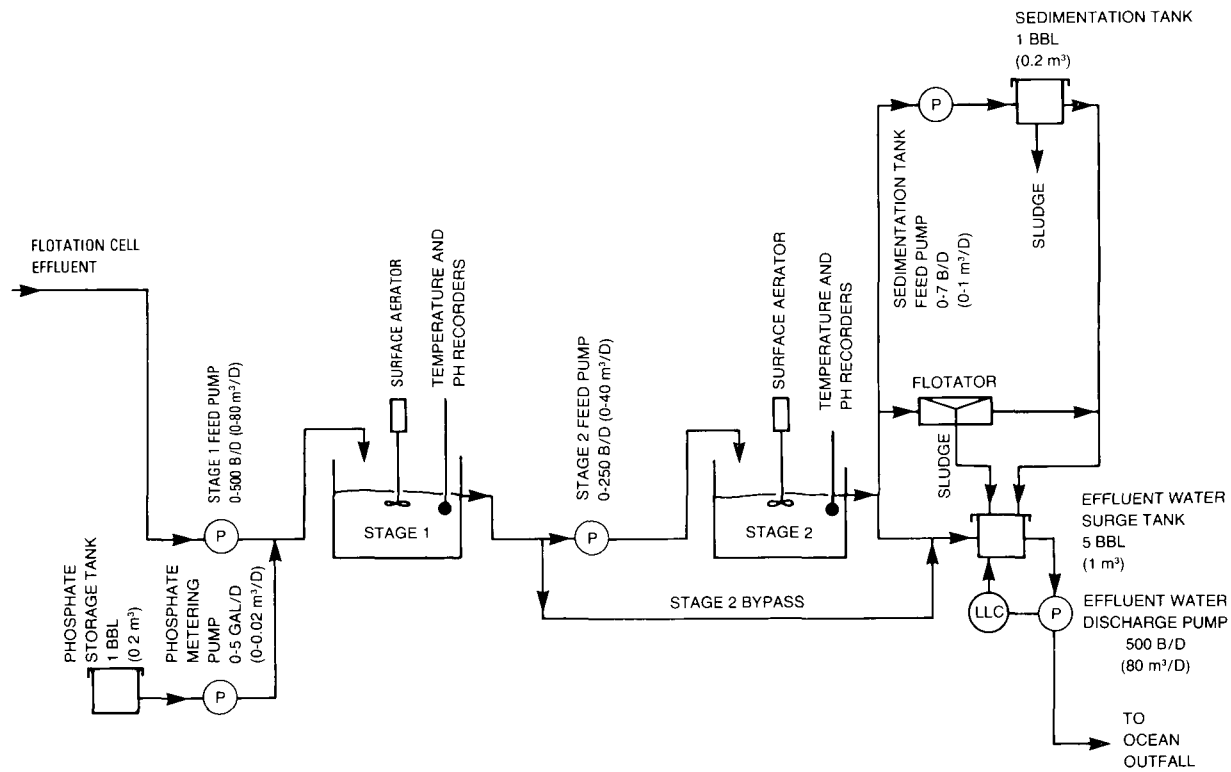 SEDIMENTATION TANK
1 BBL
(0.2 m³)
P
SLUDGE
SEDIMENTATION TANK
FEED PUMP
0-7 B/D
(0-1 m³/D)
FLOTATION CELL
EFFLUENT
STAGE 1 FEED PUMP
0-500 B/D (0-80 m³/D)
SURFACE AERATOR
TEMPERATURE AND
PH RECORDERS
STAGE 2 FEED PUMP
0-250 B/D (0-40 m³/D)
SURFACE AERATOR
TEMPERATURE AND
PH RECORDERS
FLOTATOR
SLUDGE
P
STAGE 1
P
STAGE 2
EFFLUENT WATER
SURGE TANK
5 BBL
(1 m³)
STAGE 2 BYPASS
LLC
P
EFFLUENT WATER
DISCHARGE PUMP
500 B/D
(80 m³/D)
PHOSPHATE
STORAGE TANK
1 BBL
(0 2 m³)
PHOSPHATE
METERING
PUMP
0-5 GAL/D
(0-0.02 m³/D)
P
TO
OCEAN
OUTFALL